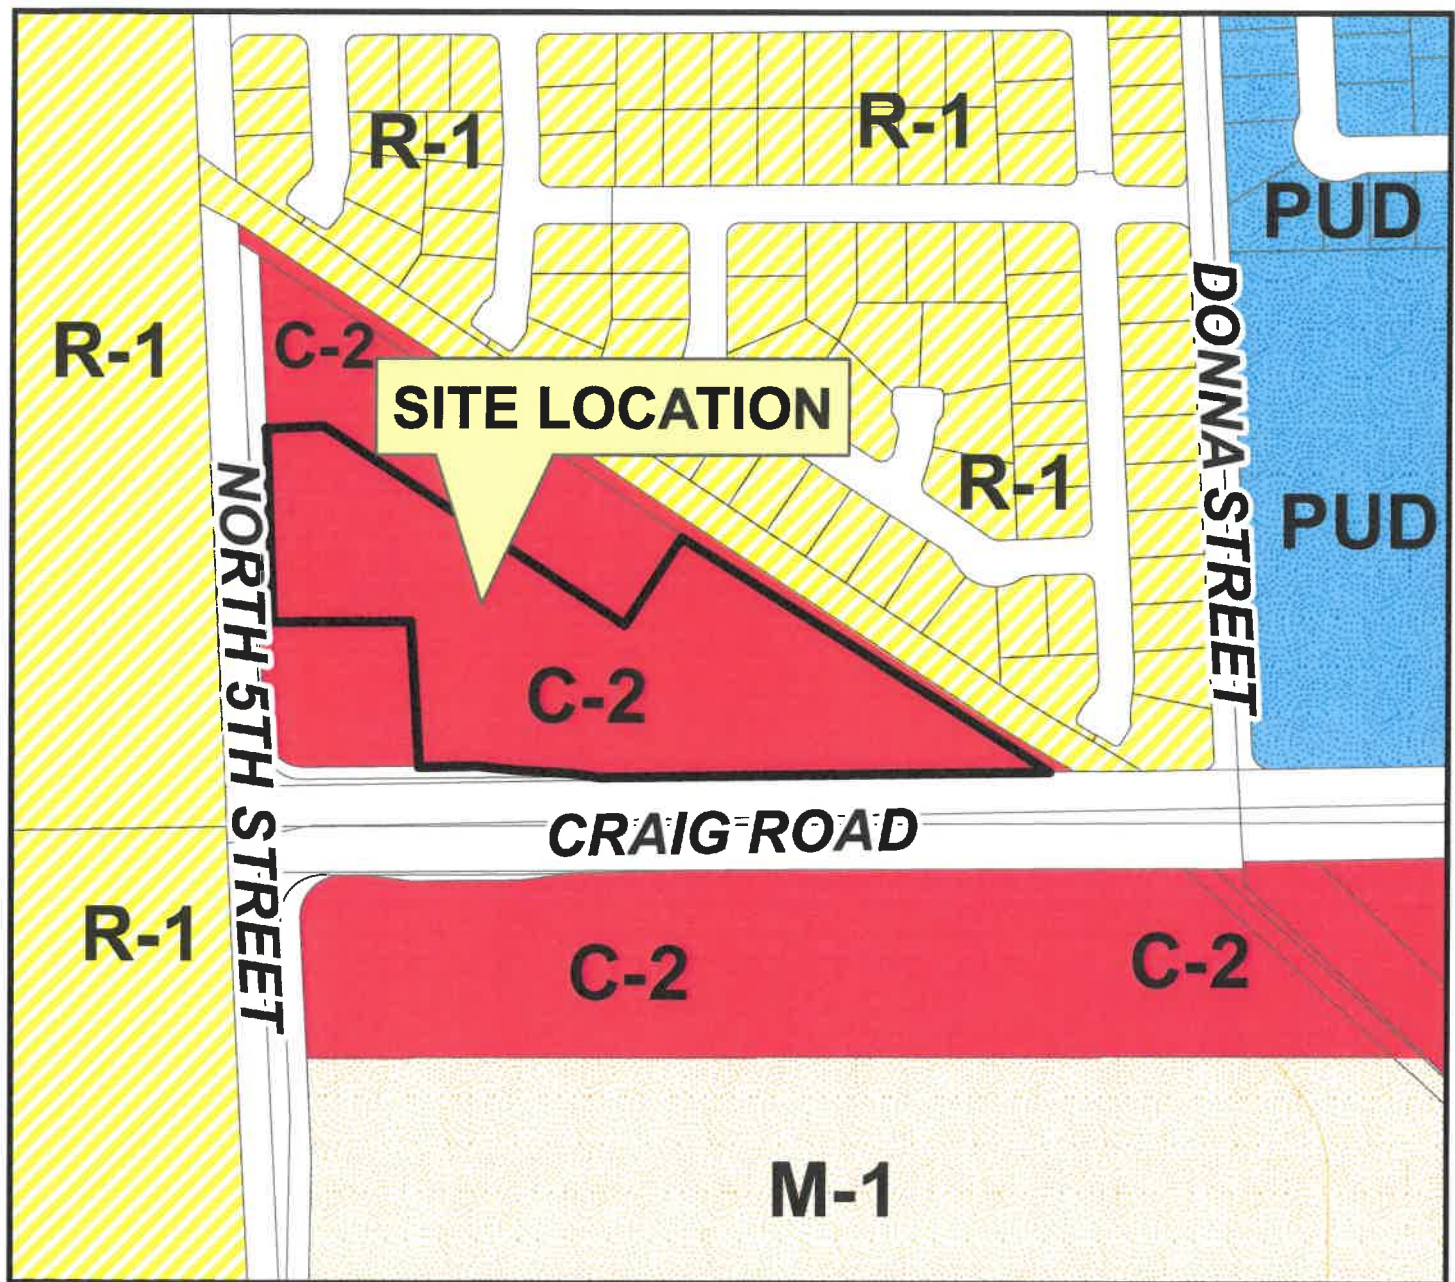 R-1
R-1
PUD
R-1
C-2
SITE LOCATION
DONNA STREET
R-1
PUD
NORTH 5TH STREET
C-2
CRAIG ROAD
R-1
C-2
C-2
M-1